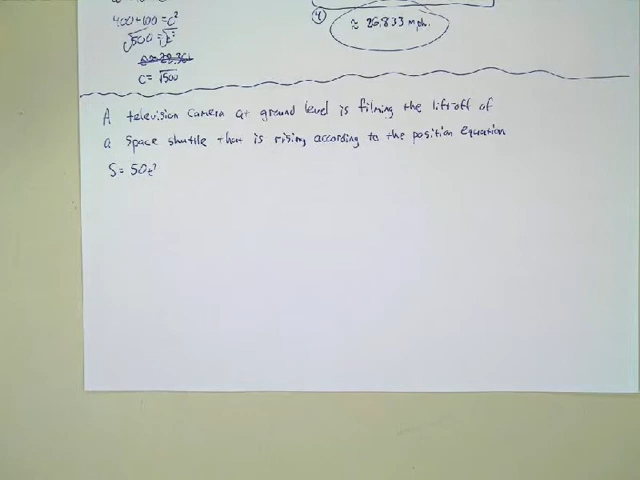 400+100=c²
√500=√c²
c=√500
④
≈ 26.833 mph.
A television camera at ground level is filming the liftoff of
a space shuttle that is rising according to the position equation
S=50t²